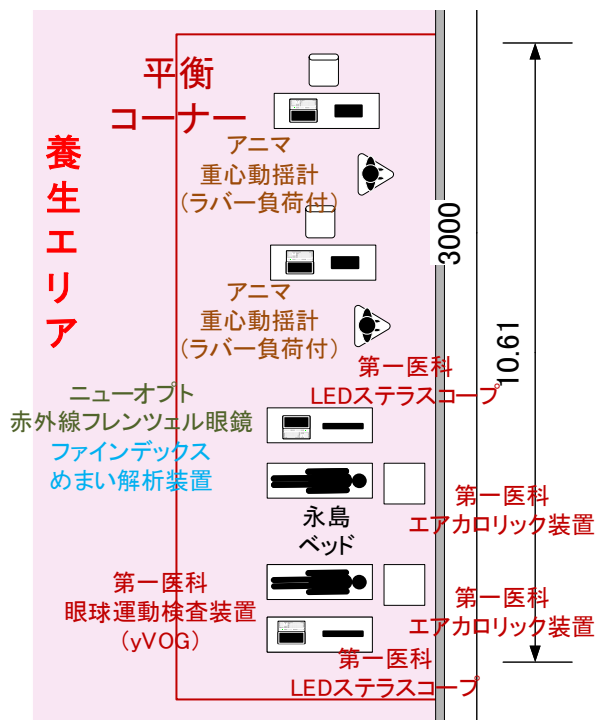 平衡
コーナー
養生エリア
アニマ
重心動揺計
(ラバー負荷付)
3000
アニマ
重心動揺計
(ラバー負荷付)
10.61
第一医科
LEDステラスコープ
ニューオプト
赤外線フレンツェル眼鏡
ファインデックス
めまい解析装置
第一医科
エアカロリック装置
永島
ベッド
第一医科
眼球運動検査装置
(yVOG)
第一医科
エアカロリック装置
第一医科
LEDステラスコープ